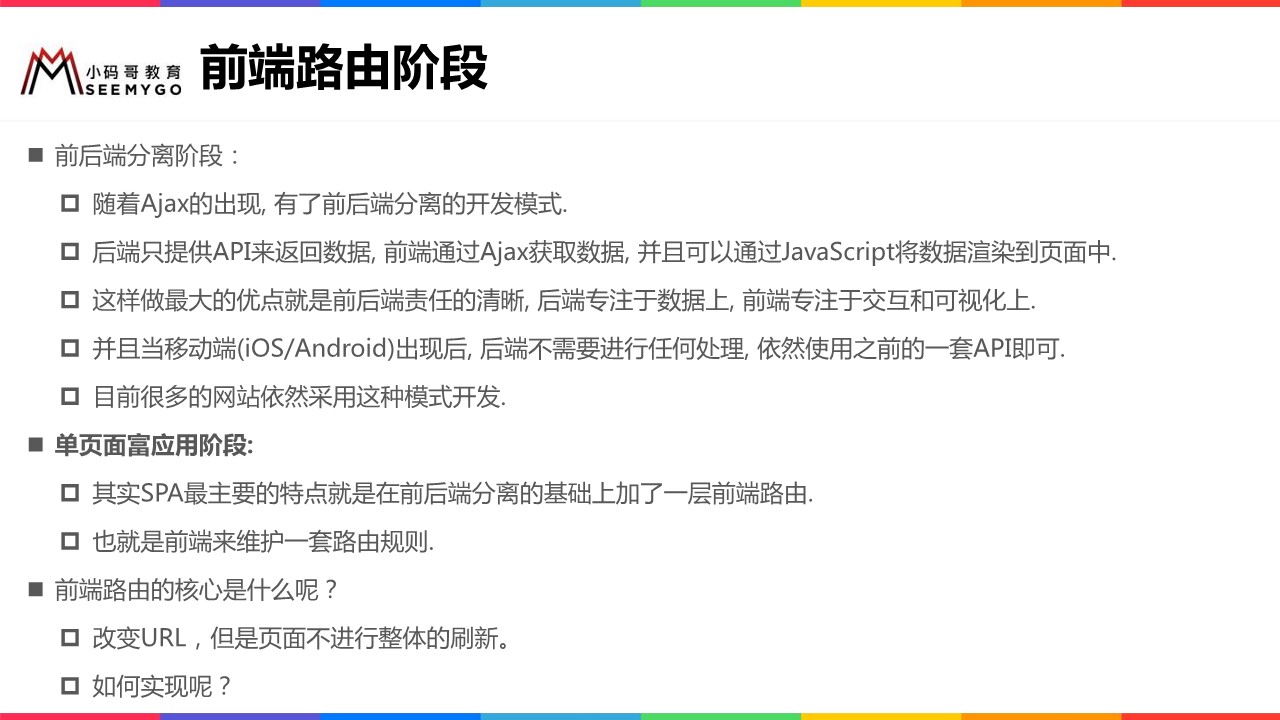 小码哥教育
SEEMYGO
前端路由阶段
前后端分离阶段：
随着Ajax的出现, 有了前后端分离的开发模式.
后端只提供API来返回数据, 前端通过Ajax获取数据, 并且可以通过JavaScript将数据渲染到页面中.
这样做最大的优点就是前后端责任的清晰, 后端专注于数据上, 前端专注于交互和可视化上.
并且当移动端(iOS/Android)出现后, 后端不需要进行任何处理, 依然使用之前的一套API即可.
目前很多的网站依然采用这种模式开发.
单页面富应用阶段:
其实SPA最主要的特点就是在前后端分离的基础上加了一层前端路由.
也就是前端来维护一套路由规则.
前端路由的核心是什么呢？
改变URL，但是页面不进行整体的刷新。
如何实现呢？